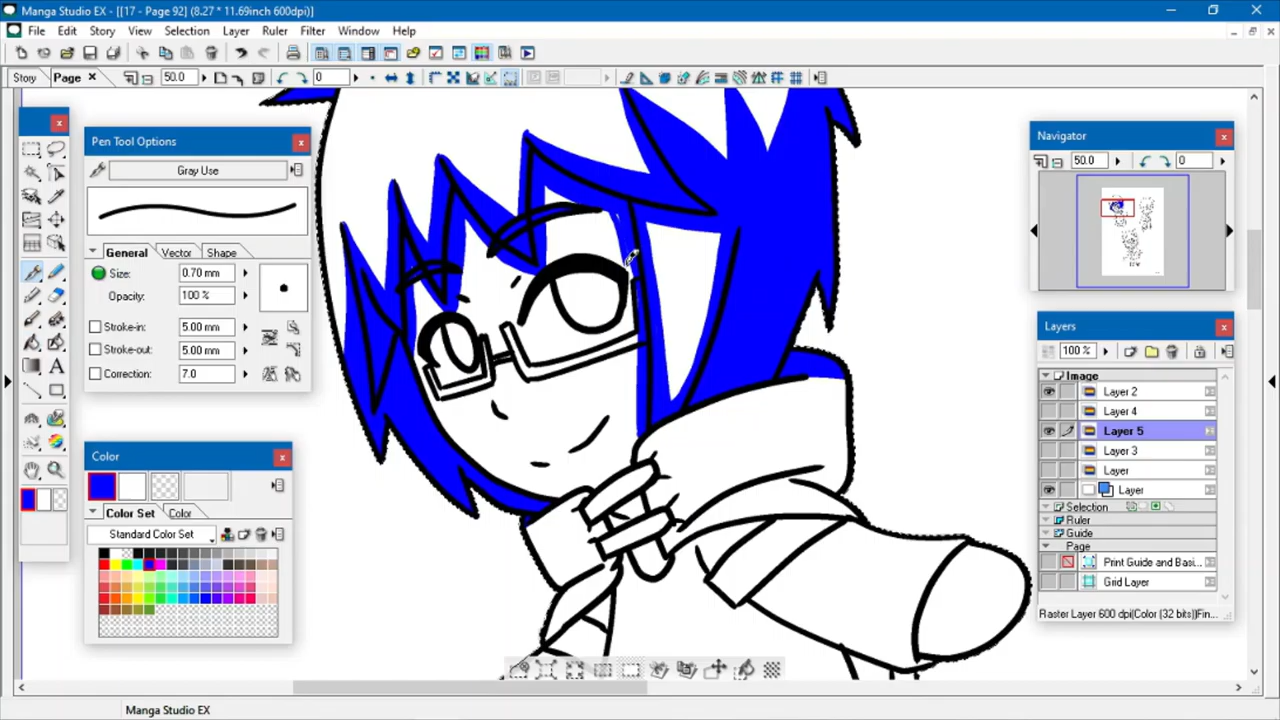 Manga Studio EX - [[17 - Page 92] (8.27 * 11.69inch 600dpi)]
File Edit Story View Selection Layer Ruler Filter Window Help
Story Page 50.0 0
Pen Tool Options
Gray Use
General Vector Shape
Size: 0.70 mm
Opacity: 100 %
Stroke-in: 5.00 mm
Stroke-out: 5.00 mm
Correction: 7.0
Color
Color Set Color
Standard Color Set
Navigator
50.0 0
Layers
100 %
Image
Layer 2
Layer 4
Layer 5
Layer 3
Layer
Layer
Selection
Ruler
Guide
Page
Print Guide and Basi...
Grid Layer
Raster Layer 600 dpi(Color (32 bits))Fin...
Manga Studio EX